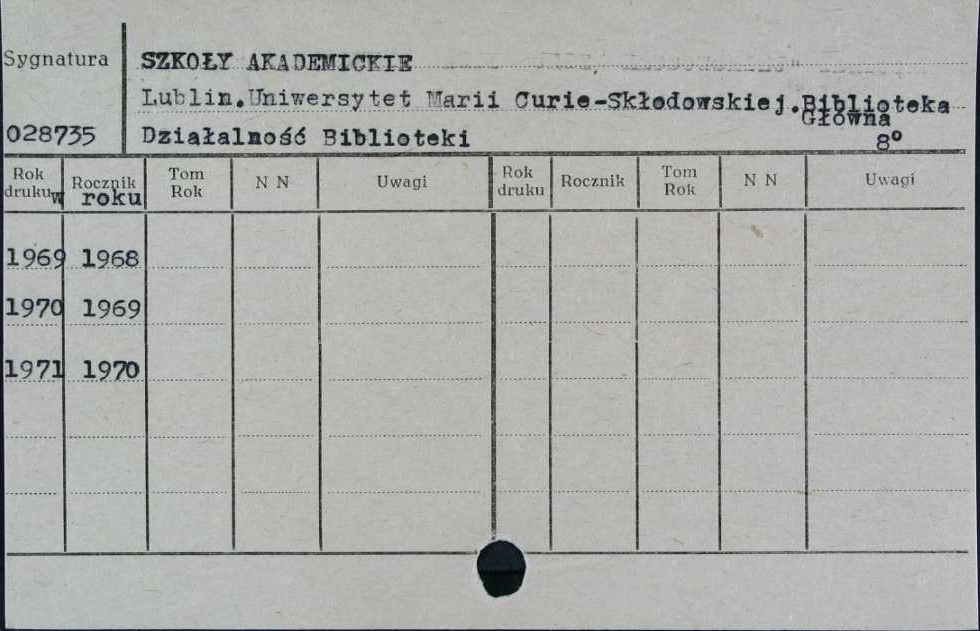 Sygnatura
SZKOŁY AKADEMICKIE
Lublin.Uniwersytet Marii Curie-Skłodowskiej.Biblioteka
Główna
028735 Działalność Biblioteki 8°
Rok druku w Rocznik roku Tom Rok N N Uwagi Rok druku Rocznik Tom Rok N N Uwagi
1969 1968
1970 1969
1971 1970